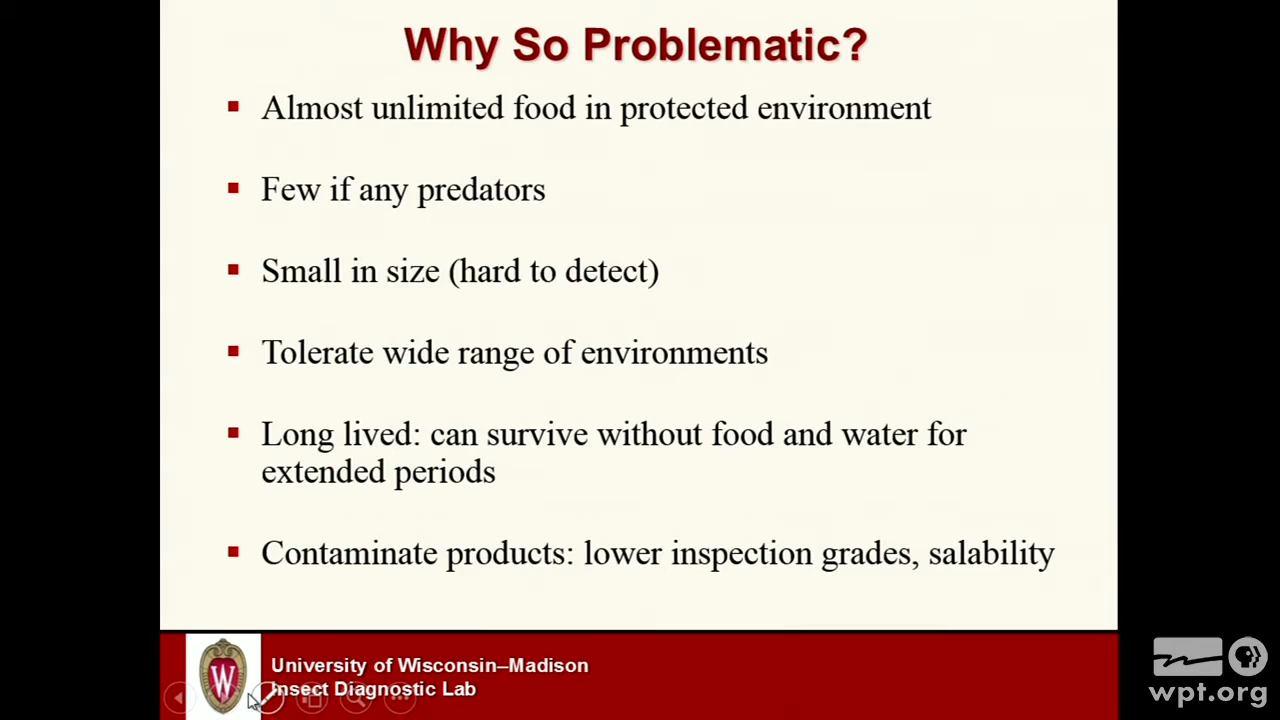 Why So Problematic?
Almost unlimited food in protected environment
Few if any predators
Small in size (hard to detect)
Tolerate wide range of environments
Long lived: can survive without food and water for
extended periods
Contaminate products: lower inspection grades, salability
W
University of Wisconsin–Madison
Insect Diagnostic Lab
wpt.org